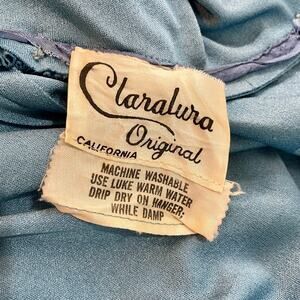 Claralura
Original
CALIFORNIA
MACHINE WASHABLE
USE LUKE WARM WATER
DRIP DRY ON HANGER;
WHILE DAMP